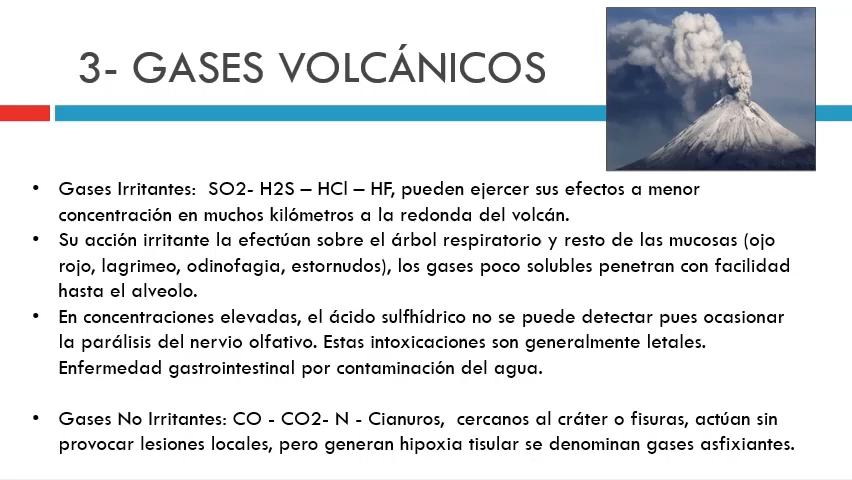 3- GASES VOLCÁNICOS
• Gases Irritantes:  SO2- H2S – HCl – HF, pueden ejercer sus efectos a menor
concentración en muchos kilómetros a la redonda del volcán.
• Su acción irritante la efectúan sobre el árbol respiratorio y resto de las mucosas (ojo
rojo, lagrimeo, odinofagia, estornudos), los gases poco solubles penetran con facilidad
hasta el alveolo.
• En concentraciones elevadas, el ácido sulfhídrico no se puede detectar pues ocasionar
la parálisis del nervio olfativo. Estas intoxicaciones son generalmente letales.
Enfermedad gastrointestinal por contaminación del agua.
• Gases No Irritantes: CO - CO2- N - Cianuros,  cercanos al cráter o fisuras, actúan sin
provocar lesiones locales, pero generan hipoxia tisular se denominan gases asfixiantes.